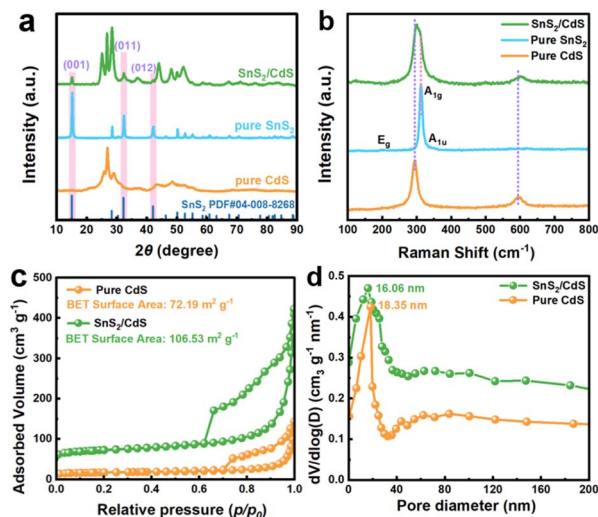 a
(001)
(011)
(012)
SnS₂/CdS
pure SnS₂
pure CdS
SnS₂ PDF#04-008-8268
Intensity (a.u.)
10 20 30 40 50 60 70 80 90
2θ (degree)
b
SnS₂/CdS
Pure SnS₂
Pure CdS
A₁g
Eg
A₁u
Intensity (a.u.)
100 200 300 400 500 600 700 800
Raman Shift (cm⁻¹)
c
Pure CdS
BET Surface Area: 72.19 m² g⁻¹
SnS₂/CdS
BET Surface Area: 106.53 m² g⁻¹
Adsorbed Volume (cm³ g⁻¹)
500
400
300
200
100
0
0.0 0.2 0.4 0.6 0.8 1.0
Relative pressure (p/p₀)
d
16.06 nm
18.35 nm
SnS₂/CdS
Pure CdS
dV/dlog(D) (cm₃ g⁻¹ nm⁻¹)
0.5
0.4
0.3
0.2
0.1
0.0
0 40 80 120 160 200
Pore diameter (nm)